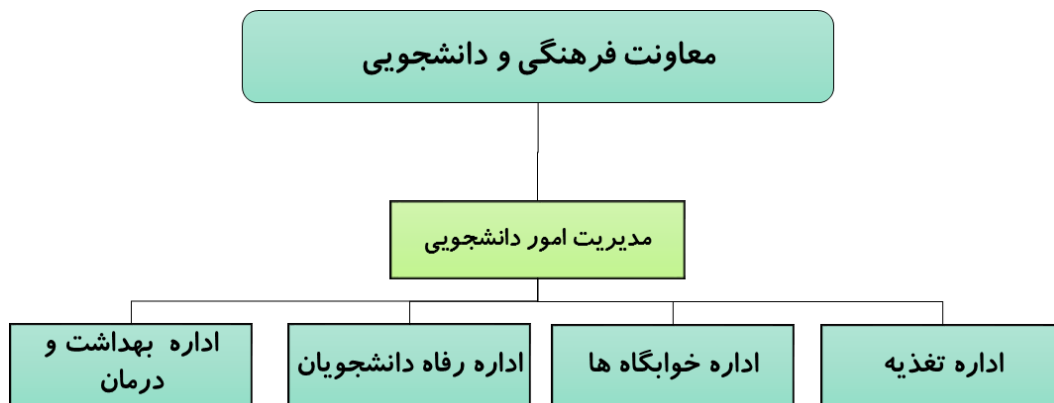 معاونت فرهنگی و دانشجویی
مدیریت امور دانشجویی
اداره تغذیه
اداره خوابگاه ها
اداره رفاه دانشجویان
اداره بهداشت و
درمان